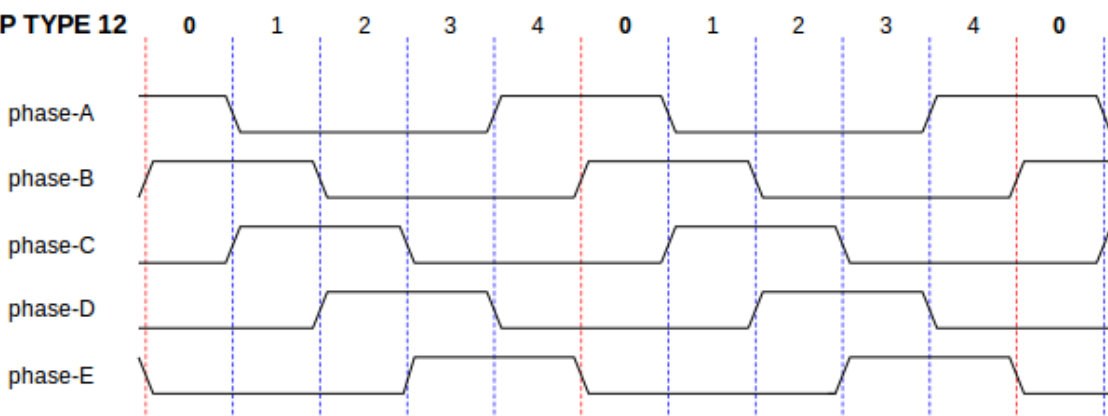 P TYPE 12 0 1 2 3 4 0 1 2 3 4 0
phase-A
phase-B
phase-C
phase-D
phase-E